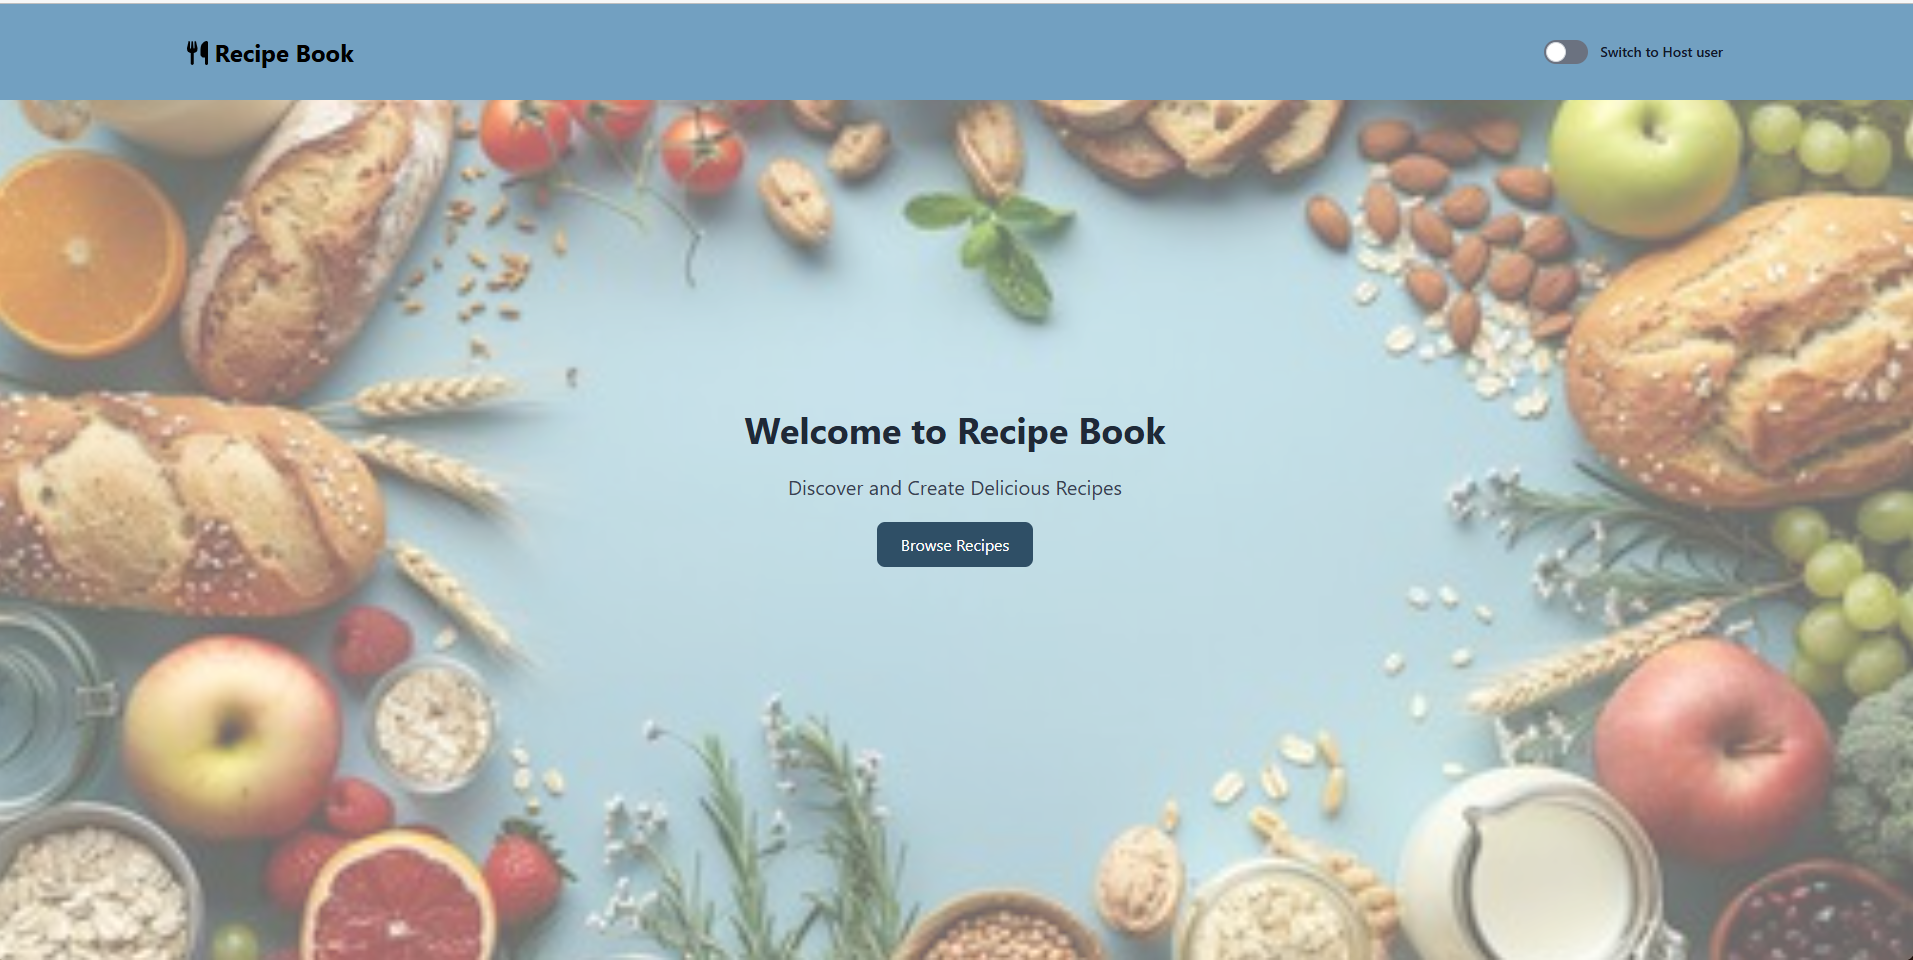 Recipe Book
Switch to Host user
Welcome to Recipe Book
Discover and Create Delicious Recipes
Browse Recipes